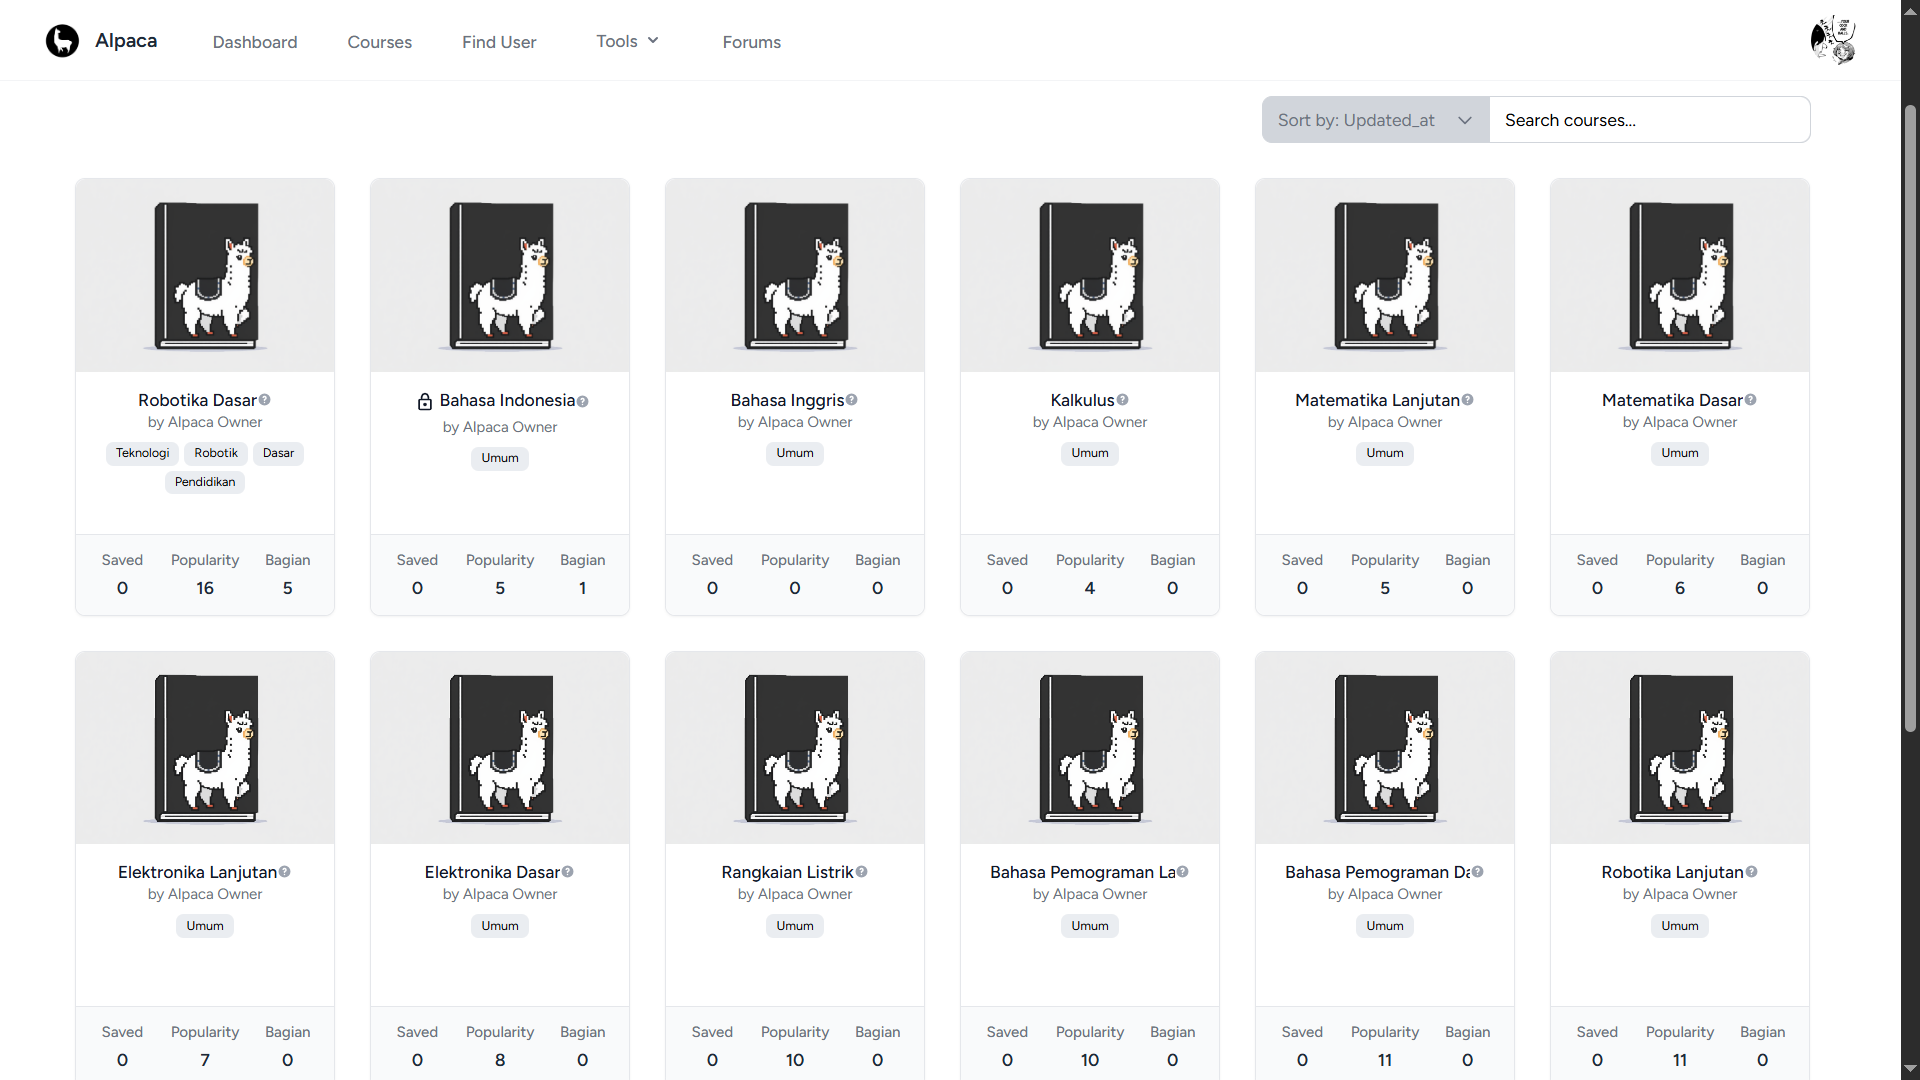 Alpaca
Dashboard
Courses
Find User
Tools
Forums
Sort by: Updated_at
Search courses...
Robotika Dasar
by Alpaca Owner
Teknologi Robotik Dasar
Pendidikan
Saved Popularity Bagian
0 16 5
Bahasa Indonesia
by Alpaca Owner
Umum
Saved Popularity Bagian
0 5 1
Bahasa Inggris
by Alpaca Owner
Umum
Saved Popularity Bagian
0 0 0
Kalkulus
by Alpaca Owner
Umum
Saved Popularity Bagian
0 4 0
Matematika Lanjutan
by Alpaca Owner
Umum
Saved Popularity Bagian
0 5 0
Matematika Dasar
by Alpaca Owner
Umum
Saved Popularity Bagian
0 6 0
Elektronika Lanjutan
by Alpaca Owner
Umum
Saved Popularity Bagian
0 7 0
Elektronika Dasar
by Alpaca Owner
Umum
Saved Popularity Bagian
0 8 0
Rangkaian Listrik
by Alpaca Owner
Umum
Saved Popularity Bagian
0 10 0
Bahasa Pemograman La
by Alpaca Owner
Umum
Saved Popularity Bagian
0 10 0
Bahasa Pemograman Da
by Alpaca Owner
Umum
Saved Popularity Bagian
0 11 0
Robotika Lanjutan
by Alpaca Owner
Umum
Saved Popularity Bagian
0 11 0